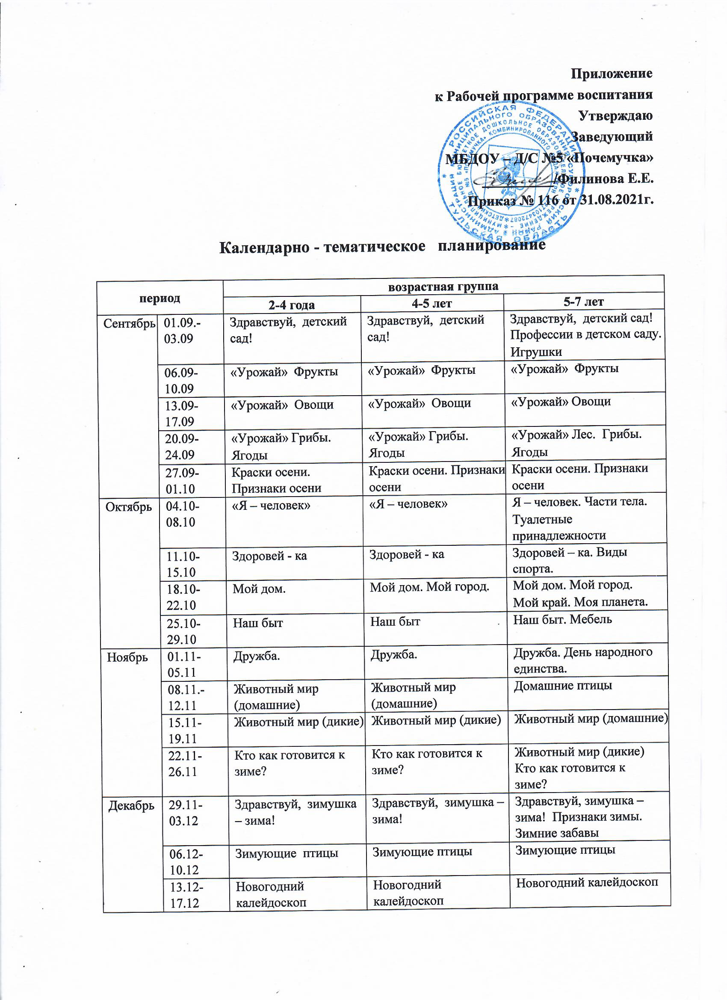 Приложение
к Рабочей программе воспитания
Утверждаю
Заведующий
МБДОУ – Д/С №5 «Почемучка»
/Филинова Е.Е.
Приказ № 116 от 31.08.2021г.
РОССИЙСКАЯ ФЕДЕРАЦИЯ * ТУЛЬСКАЯ ОБЛАСТЬ *
Календарно - тематическое планирование
период
возрастная группа
2-4 года 4-5 лет 5-7 лет
Сентябрь 01.09.- Здравствуй, детский Здравствуй, детский Здравствуй, детский сад!
03.09 сад! сад! Профессии в детском саду.
Игрушки
06.09- «Урожай» Фрукты «Урожай» Фрукты «Урожай» Фрукты
10.09
13.09- «Урожай» Овощи «Урожай» Овощи «Урожай» Овощи
17.09
20.09- «Урожай» Грибы. «Урожай» Грибы. «Урожай» Лес. Грибы.
24.09 Ягоды Ягоды Ягоды
27.09- Краски осени. Краски осени. Признаки Краски осени. Признаки
01.10 Признаки осени осени осени
Октябрь 04.10- «Я – человек» «Я – человек» Я – человек. Части тела.
08.10 Туалетные
принадлежности
11.10- Здоровей - ка Здоровей - ка Здоровей – ка. Виды
15.10 спорта.
18.10- Мой дом. Мой дом. Мой город. Мой дом. Мой город.
22.10 Мой край. Моя планета.
25.10- Наш быт Наш быт Наш быт. Мебель
29.10
Ноябрь 01.11- Дружба. Дружба. Дружба. День народного
05.11 единства.
08.11.- Животный мир Животный мир Домашние птицы
12.11 (домашние) (домашние)
15.11- Животный мир (дикие) Животный мир (дикие) Животный мир (домашние)
19.11
22.11- Кто как готовится к Кто как готовится к Животный мир (дикие)
26.11 зиме? зиме? Кто как готовится к
зиме?
Декабрь 29.11- Здравствуй, зимушка Здравствуй, зимушка – Здравствуй, зимушка –
03.12 – зима! зима! зима! Признаки зимы.
Зимние забавы
06.12- Зимующие птицы Зимующие птицы Зимующие птицы
10.12
13.12- Новогодний Новогодний Новогодний калейдоскоп
17.12 калейдоскоп калейдоскоп